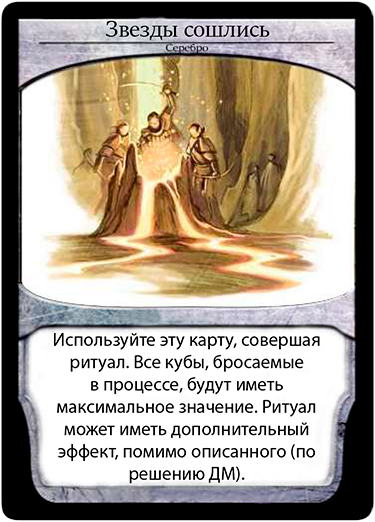 Звезды сошлись
Серебро
Используйте эту карту, совершая
ритуал. Все кубы, бросаемые
в процессе, будут иметь
максимальное значение. Ритуал
может иметь дополнительный
эффект, помимо описанного (по
решению ДМ).